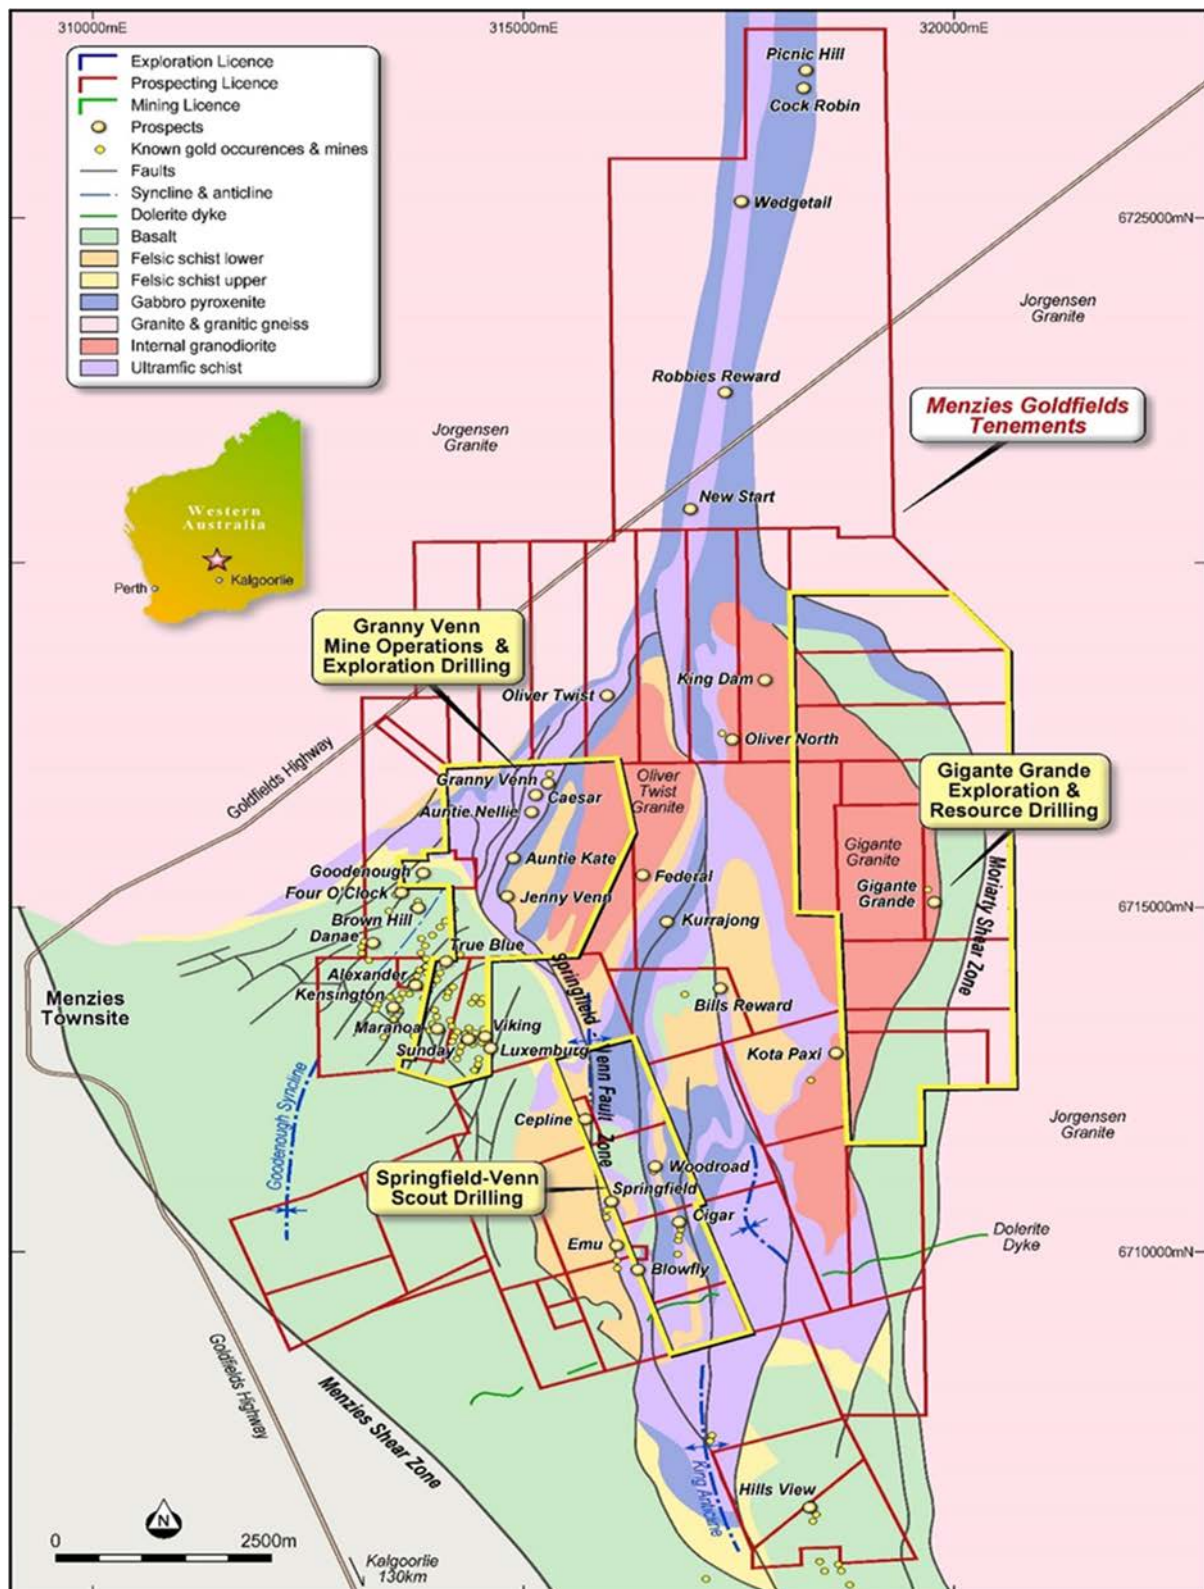 310000mE
315000mE
320000mE
Exploration Licence
Prospecting Licence
Mining Licence
Prospects
Known gold occurences & mines
Faults
Syncline & anticline
Dolerite dyke
Basalt
Felsic schist lower
Felsic schist upper
Gabbro pyroxenite
Granite & granitic gneiss
Internal granodiorite
Ultramfic schist
Picnic Hill
Cock Robin
Wedgetail
6725000mN
Jorgensen
Granite
Robbies Reward
Menzies Goldfields
Tenements
Jorgensen
Granite
New Start
Western
Australia
Perth
Kalgoorlie
Granny Venn
Mine Operations &
Exploration Drilling
Oliver Twist
King Dam
Oliver North
Goldfields Highway
Granny Venn
Caesar
Auntie Nellie
Oliver
Twist
Granite
Gigante Grande
Exploration &
Resource Drilling
Auntie Kate
Gigante
Granite
Goodenough
Four O'Clock
Jenny Venn
Federal
Gigante
Grande
Moriarty Shear Zone
6715000mN
Brown Hill
Kurrajong
Danae
True Blue
Alexander
Kensington
Springfield - Venn Fault Zone
Bills Reward
Menzies
Townsite
Maranoa
Viking
Sunday
Luxemburg
Kota Paxi
Goodenough Syncline
Cepline
Jorgensen
Granite
Springfield-Venn
Scout Drilling
Woodroad
Springfield
Cigar
Emu
Blowfly
Dolerite
Dyke
6710000mN
Goldfields Highway
Menzies Shear Zone
King Anticline
Hills View
N
0
2500m
Kalgoorlie
130km